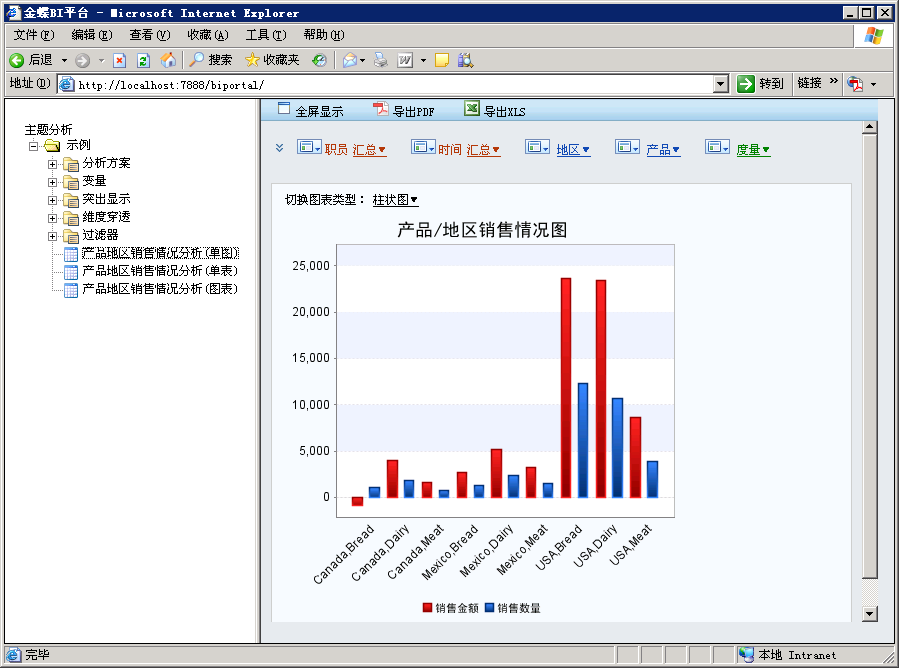 金蝶BI平台 - Microsoft Internet Explorer
文件(F) 编辑(E) 查看(V) 收藏(A) 工具(T) 帮助(H)
后退 搜索 收藏夹
地址(D) http://localhost:7888/biportal/ 转到 链接 »
主题分析
示例
分析方案
变量
突出显示
维度穿透
过滤器
产品地区销售情况分析(单图)
产品地区销售情况分析(单表)
产品地区销售情况分析(图表)
全屏显示 导出PDF 导出XLS
职员 汇总▼ 时间 汇总▼ 地区▼ 产品▼ 度量▼
切换图表类型： 柱状图▼
产品/地区销售情况图
25,000
20,000
15,000
10,000
5,000
0
Canada,Bread
Canada,Dairy
Canada,Meat
Mexico,Bread
Mexico,Dairy
Mexico,Meat
USA,Bread
USA,Dairy
USA,Meat
销售金额 销售数量
完毕 本地 Intranet